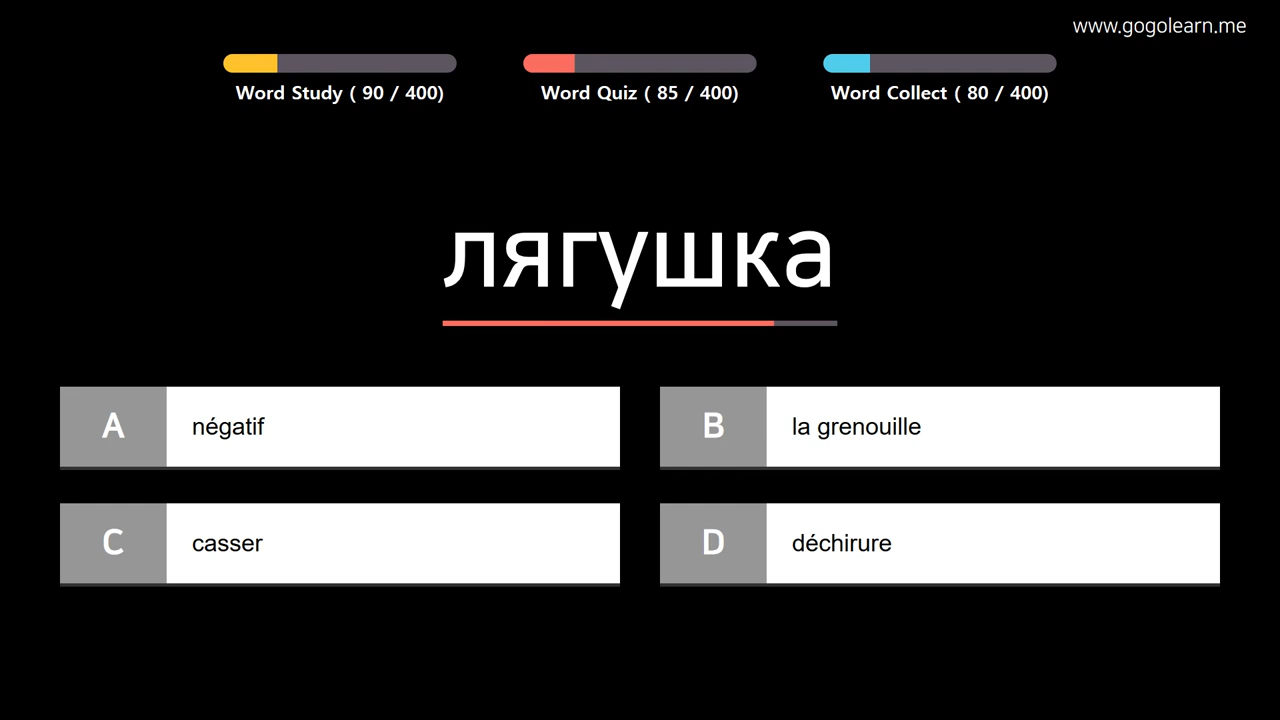 www.gogolearn.me
Word Study ( 90 / 400)
Word Quiz ( 85 / 400)
Word Collect ( 80 / 400)
лягушка
A négatif
B la grenouille
C casser
D déchirure